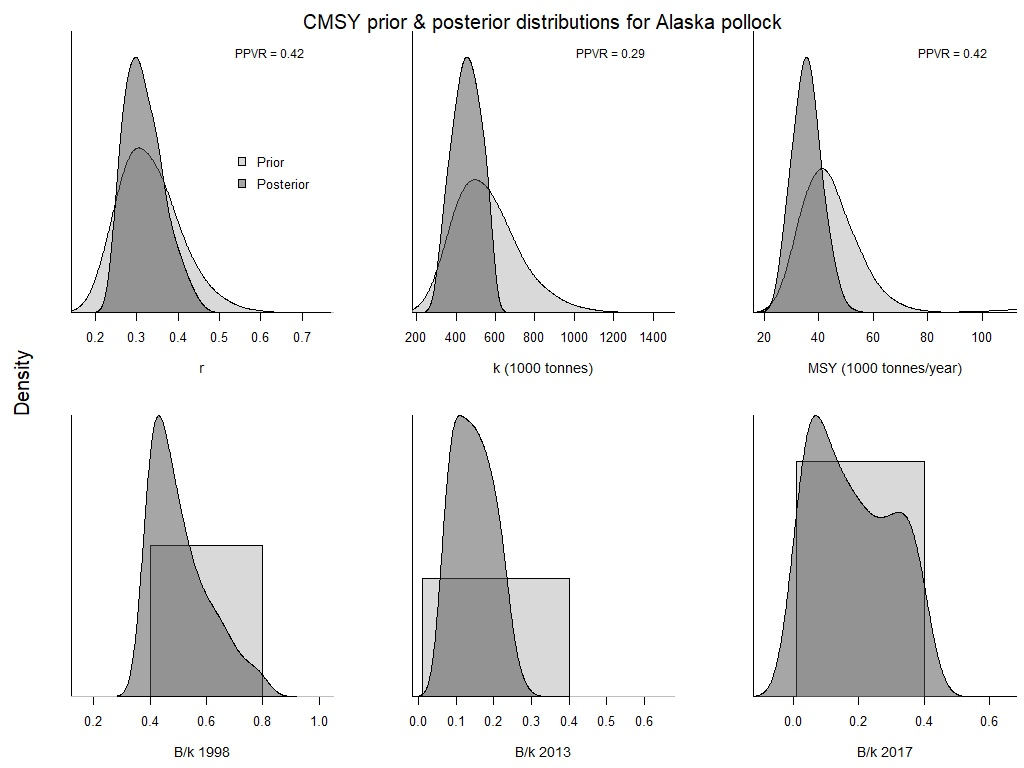 CMSY prior & posterior distributions for Alaska pollock
PPVR = 0.42
PPVR = 0.29
PPVR = 0.42
Prior
Posterior
0.2 0.3 0.4 0.5 0.6 0.7
200 400 600 800 1000 1200 1400
20 40 60 80 100
r
k (1000 tonnes)
MSY (1000 tonnes/year)
Density
0.2 0.4 0.6 0.8 1.0
0.0 0.1 0.2 0.3 0.4 0.5 0.6
0.0 0.2 0.4 0.6
B/k 1998
B/k 2013
B/k 2017